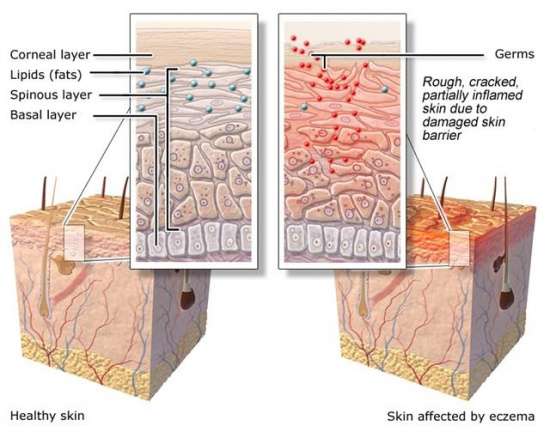 Corneal layer
Lipids (fats)
Spinous layer
Basal layer
Germs
Rough, cracked,
partially inflamed
skin due to
damaged skin
barrier
Healthy skin
Skin affected by eczema